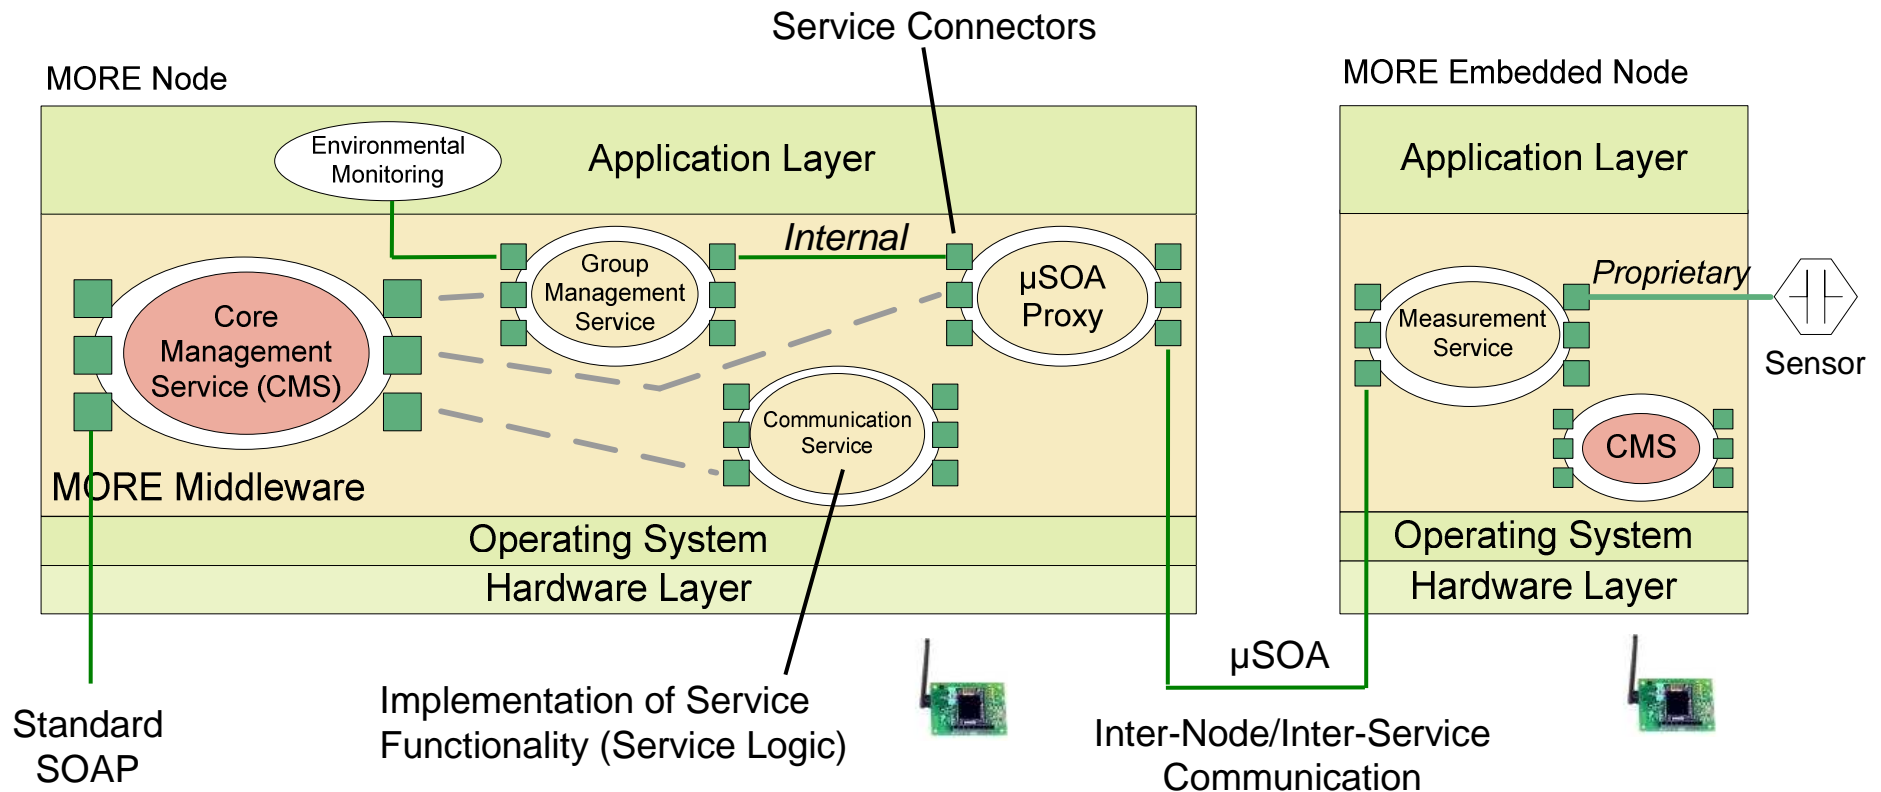 Service Connectors
MORE Node
MORE Embedded Node
Environmental
Monitoring
Application Layer
Application Layer
Internal
Group
Management
Service
µSOA
Proxy
Proprietary
Core
Management
Service (CMS)
Measurement
Service
Sensor
Communication
Service
CMS
MORE Middleware
Operating System
Operating System
Hardware Layer
Hardware Layer
µSOA
Implementation of Service
Functionality (Service Logic)
Standard
SOAP
Inter-Node/Inter-Service
Communication